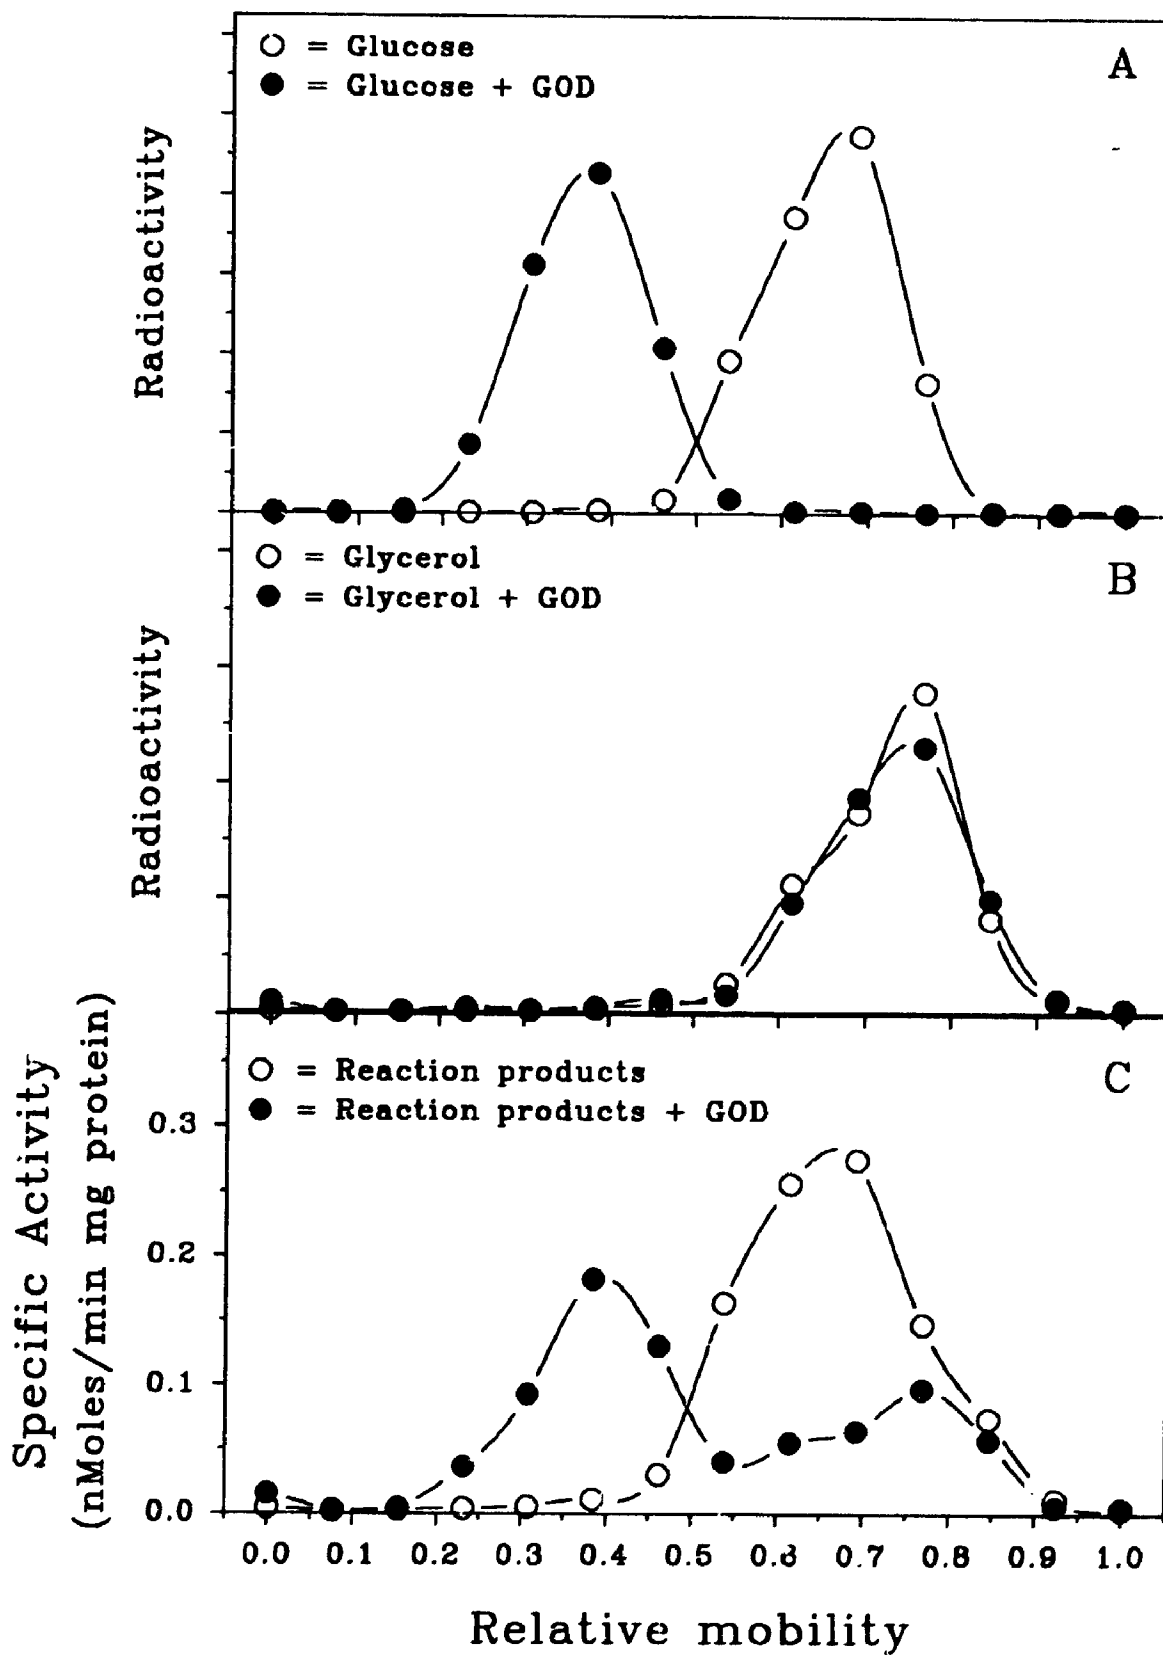 A
○ = Glucose
● = Glucose + GOD
Radioactivity
B
○ = Glycerol
● = Glycerol + GOD
Radioactivity
C
○ = Reaction products
● = Reaction products + GOD
Specific Activity
(nMoles/min mg protein)
0.3
0.2
0.1
0.0
0.0 0.1 0.2 0.3 0.4 0.5 0.6 0.7 0.8 0.9 1.0
Relative mobility